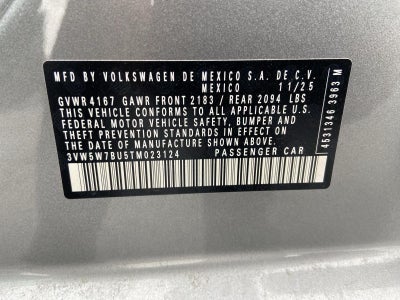 MFD BY VOLKSWAGEN DE MEXICO S.A. DE C.V.
MEXICO 11/25
GVWR 4167 GAWR FRONT 2183 / REAR 2094 LBS
THIS VEHICLE CONFORMS TO ALL APPLICABLE U.S.
FEDERAL MOTOR VEHICLE SAFETY, BUMPER AND
THEFT PREVENTION STANDARDS IN EFFECT ON
THE DATE OF MANUFACTURE SHOWN ABOVE.
3VW5W7BU5TM023124 PASSENGER CAR
4531346 3963 M